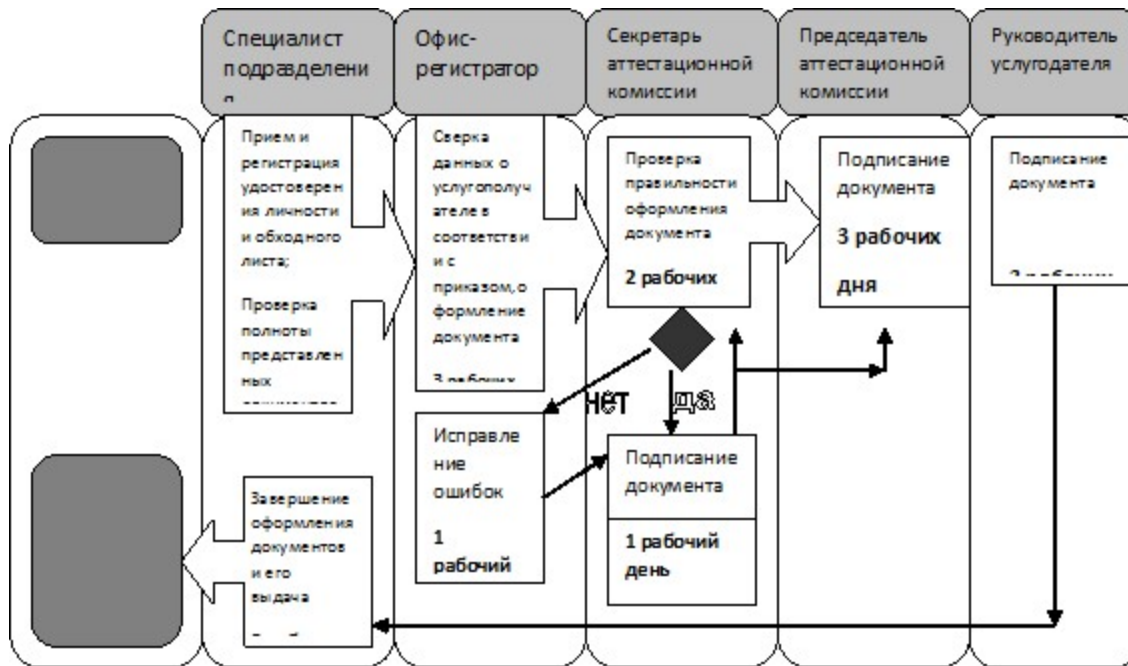 Специалист
подразделени
я
Офис-
регистратор
Секретарь
аттестационной
комиссии
Председатель
аттестационной
комиссии
Руководитель
услугодателя
Прием и
регистрация
удостоверен
ия личности
и обходного
листа;
Проверка
полноты
представлен
ных
Сверка
данных о
услугополуч
ателе в
соответстви
и с
приказом, о
формление
документа
3 рабочих
Проверка
правильности
оформления
документа
2 рабочих
Подписание
документа
3 рабочих
дня
Подписание
документа
нет
да
Исправле
ние
ошибок
1
рабочий
Подписание
документа
1 рабочий
день
Завершение
оформления
документов
и его
выдача